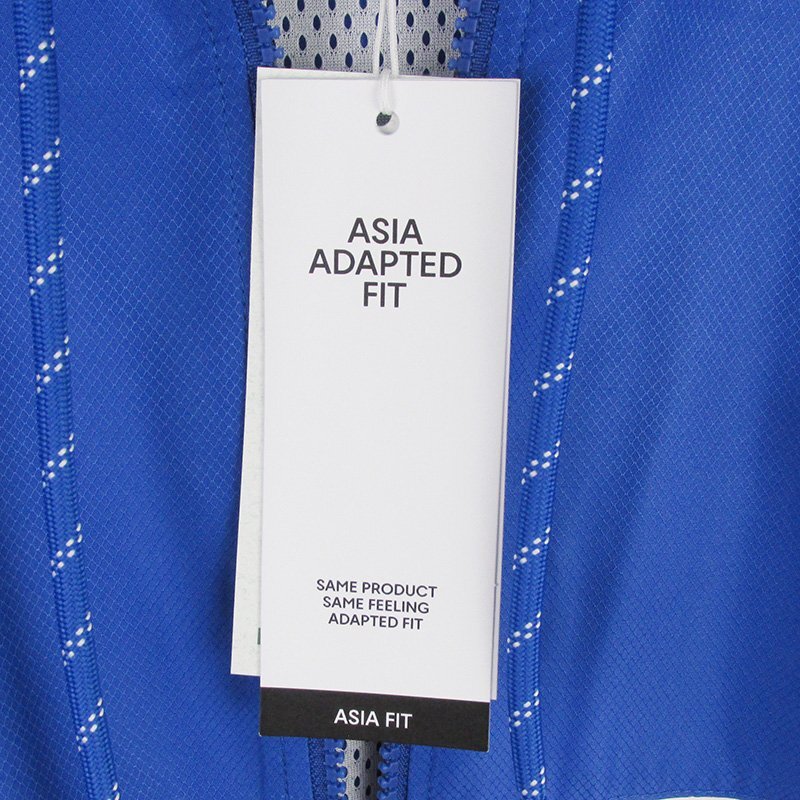 ASIA
ADAPTED
FIT
SAME PRODUCT
SAME FEELING
ADAPTED FIT
ASIA FIT